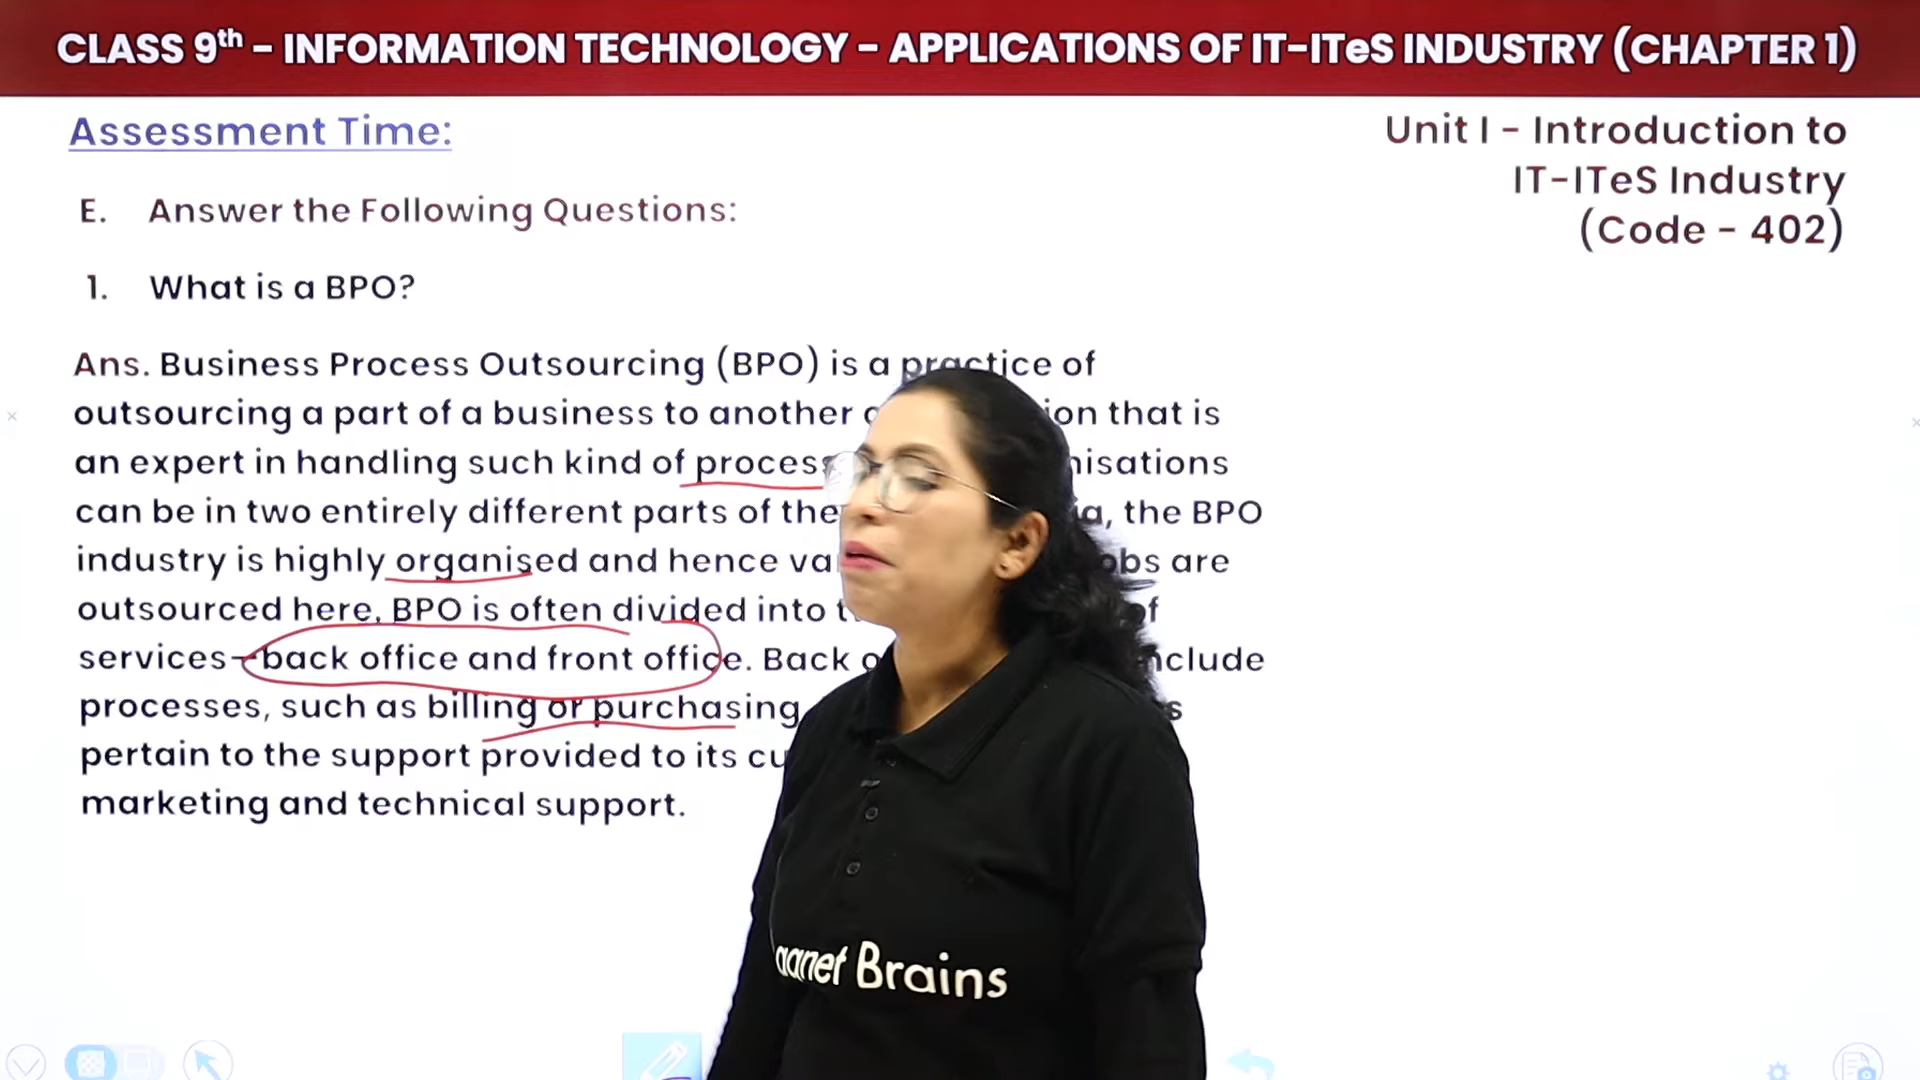 CLASS 9th – INFORMATION TECHNOLOGY – APPLICATIONS OF IT-ITeS INDUSTRY (CHAPTER 1)
Assessment Time:
Unit I – Introduction to
IT-ITeS Industry
(Code – 402)
E. Answer the Following Questions:
1. What is a BPO?
Ans. Business Process Outsourcing (BPO) is a practice of
outsourcing a part of a business to another that is
an expert in handling such kind of
can be in two entirely different parts of the the BPO
industry is highly organised and hence are
outsourced here, BPO is often divided into
services–back office and front office. Back
processes, such as billing or purchasing
pertain to the support provided to its
marketing and technical support.
Brains